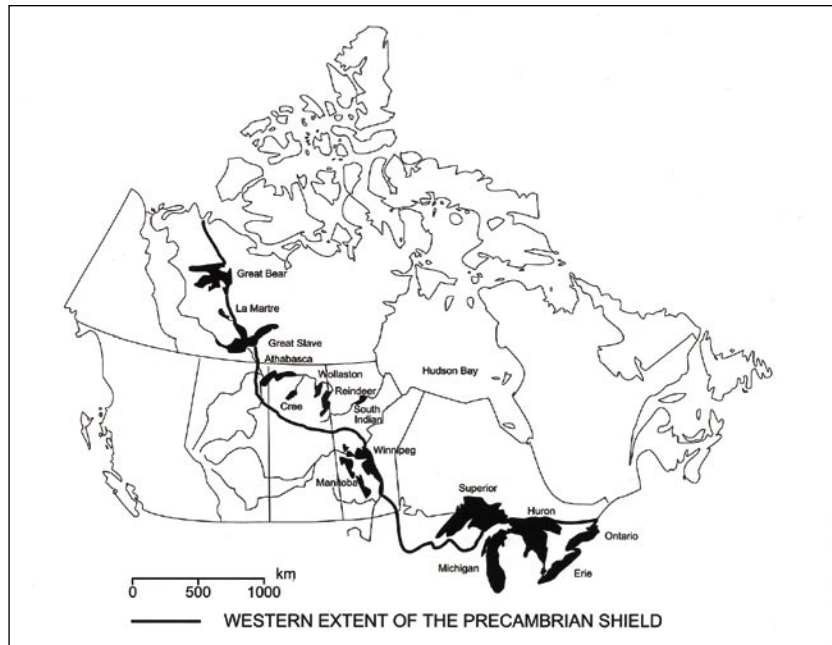 Great Bear
La Martre
Great Slave
Athabasca
Wollaston
Hudson Bay
Reindeer
Cree
South
Indian
Winnipeg
Manitoba
Superior
Huron
Ontario
Michigan
Erie
km
0 500 1000
WESTERN EXTENT OF THE PRECAMBRIAN SHIELD